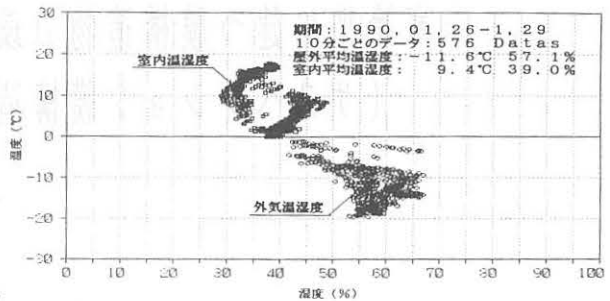 期間:1990,01,26-1,29
10分ごとのデータ:576 Datas
屋外平均温湿度:-11.6℃ 57.1%
室内平均温湿度: 9.4℃ 39.0%
室内温湿度
外気温湿度
温度(℃)
30
20
10
0
-10
-20
-30
0 10 20 30 40 50 60 70 80 90 100
湿度(%)